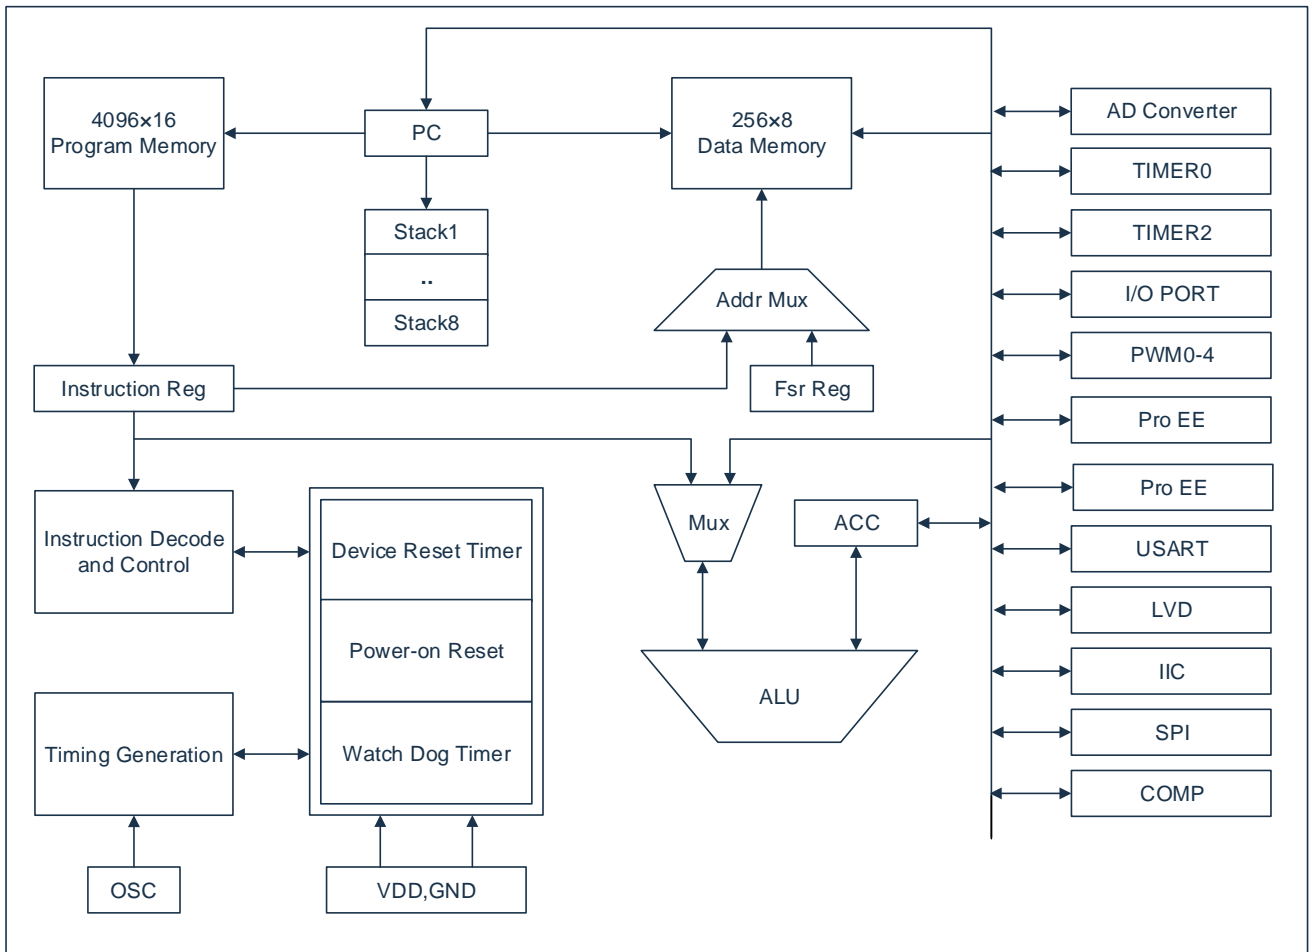 4096×16
Program Memory
PC
256×8
Data Memory
AD Converter
TIMER0
Stack1
..
Stack8
TIMER2
Addr Mux
I/O PORT
PWM0-4
Instruction Reg
Fsr Reg
Pro EE
Pro EE
Instruction Decode
and Control
Device Reset Timer
Mux
ACC
USART
LVD
Power-on Reset
IIC
ALU
SPI
Timing Generation
Watch Dog Timer
COMP
OSC
VDD,GND